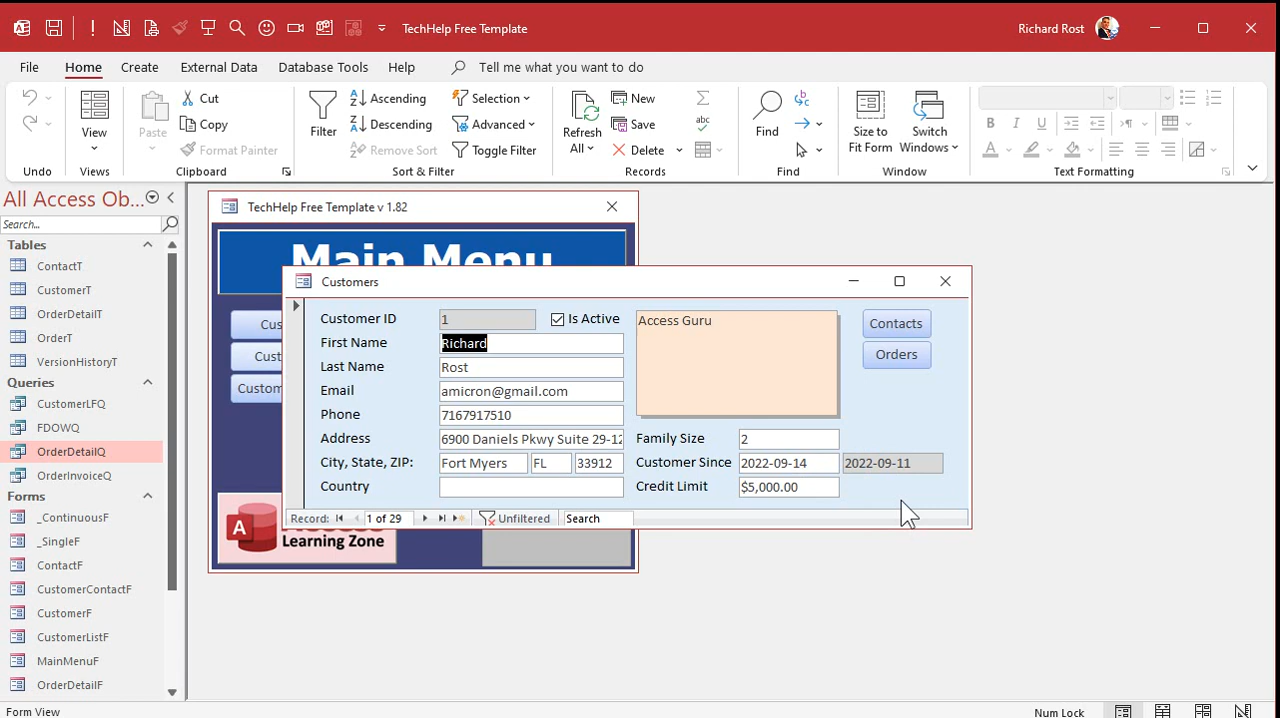 TechHelp Free Template
Richard Rost
File Home Create External Data Database Tools Help Tell me what you want to do
View
Paste
Cut
Copy
Format Painter
Filter
Ascending
Descending
Remove Sort
Selection
Advanced
Toggle Filter
Refresh
All
New
Save
Delete
Find
Size to
Fit Form
Switch
Windows
B I U
A
Undo Views Clipboard Sort & Filter Records Find Window Text Formatting
All Access Ob...
Search...
Tables
ContactT
CustomerT
OrderDetailT
OrderT
VersionHistoryT
Queries
CustomerLFQ
FDOWQ
OrderDetailQ
OrderInvoiceQ
Forms
_ContinuousF
_SingleF
ContactF
CustomerContactF
CustomerF
CustomerListF
MainMenuF
OrderDetailF
TechHelp Free Template v 1.82
Main Menu
Cus
Cust
Custom
A
Learning Zone
Customers
Customer ID 1 Is Active
First Name Richard
Last Name Rost
Email amicron@gmail.com
Phone 7167917510
Address 6900 Daniels Pkwy Suite 29-12
City, State, ZIP: Fort Myers FL 33912
Country
Access Guru
Family Size 2
Customer Since 2022-09-14 2022-09-11
Credit Limit $5,000.00
Contacts
Orders
Record: 1 of 29 Unfiltered Search
Form View
Num Lock